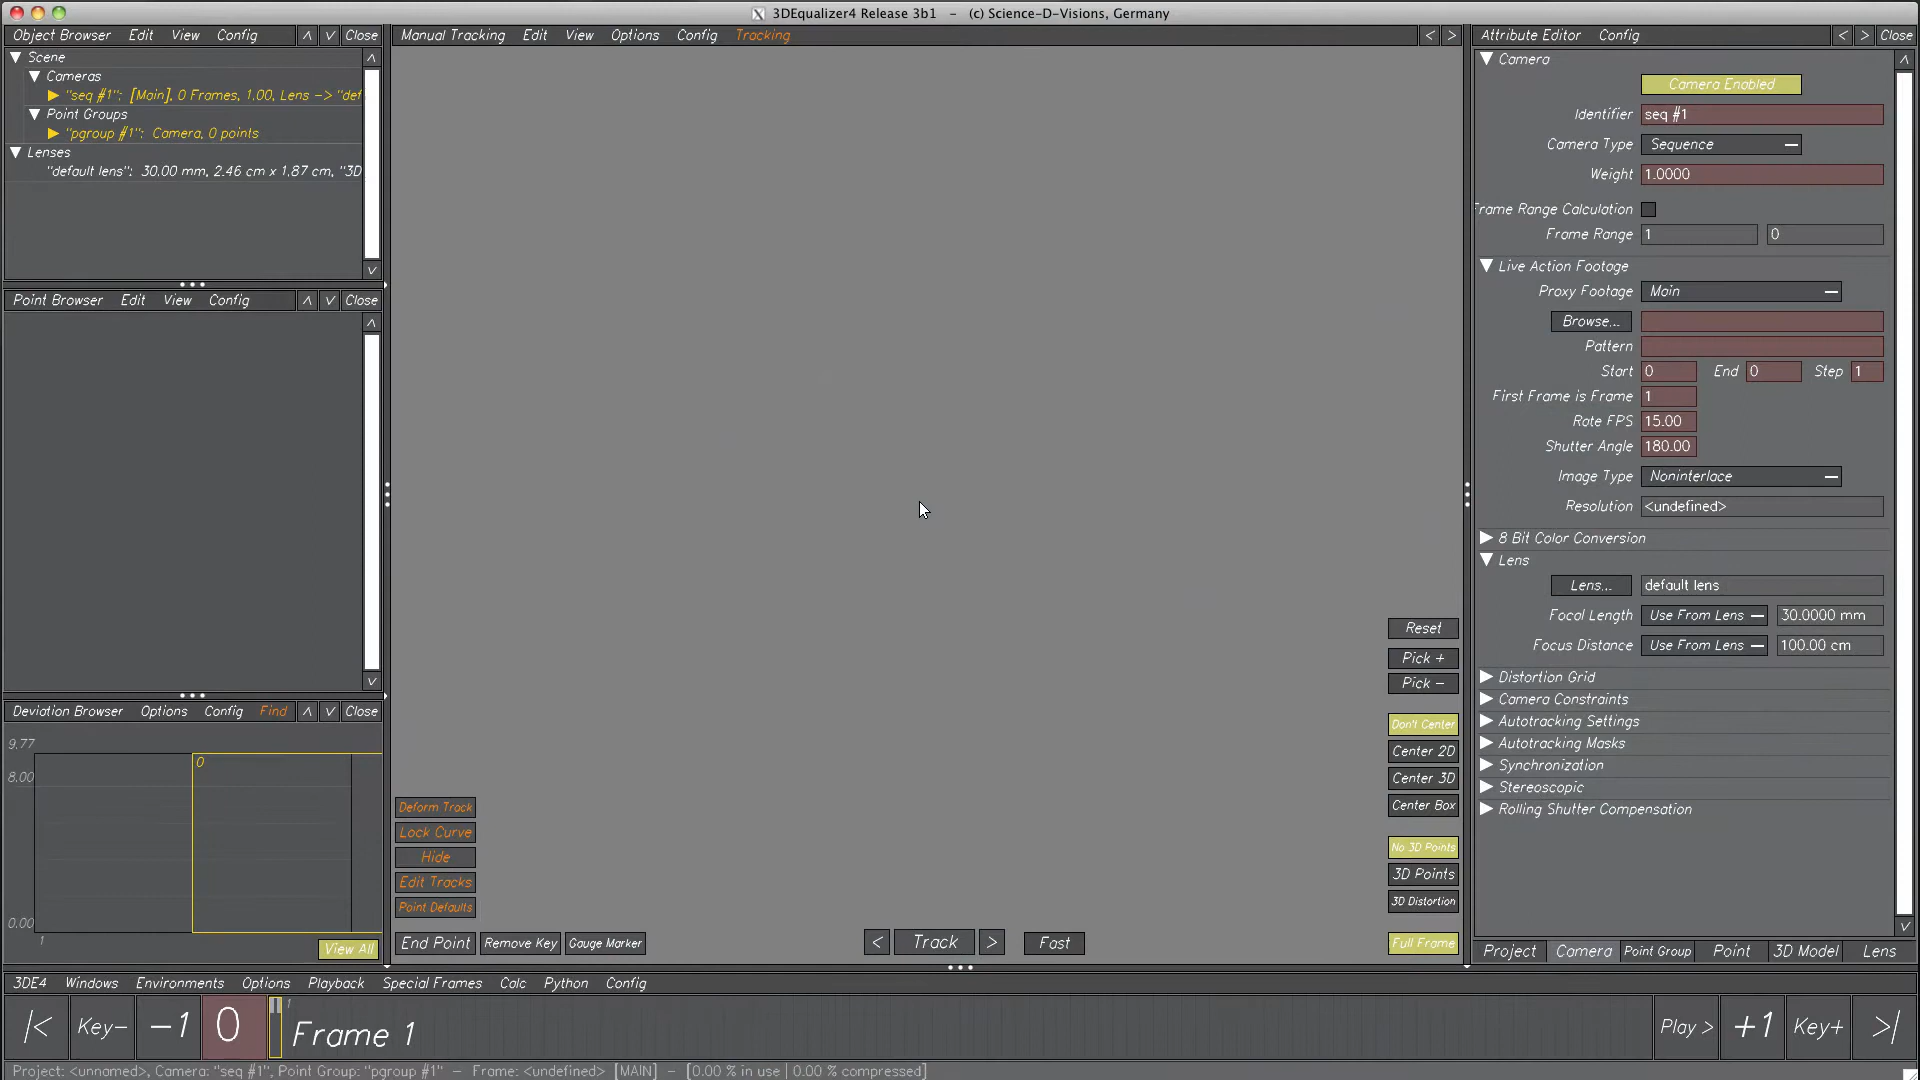 3DEqualizer4 Release 3b1 - (c) Science-D-Visions, Germany
Object Browser Edit View Config Close
Scene
Cameras
"seq #1": [Main], 0 Frames, 1.00, Lens -> "def
Point Groups
"pgroup #1": Camera, 0 points
Lenses
"default lens": 30.00 mm, 2.46 cm x 1.87 cm, "3D
Point Browser Edit View Config Close
Deviation Browser Options Config Find Close
9.77
8.00
0
0.00
1
View All
Manual Tracking Edit View Options Config Tracking < >
Reset
Pick +
Pick -
Don't Center
Center 2D
Center 3D
Center Box
No 3D Points
3D Points
3D Distortion
Full Frame
Deform Track
Lock Curve
Hide
Edit Tracks
Point Defaults
End Point Remove Key Gauge Marker < Track > Fast
Attribute Editor Config < > Close
Camera
Camera Enabled
Identifier seq #1
Camera Type Sequence
Weight 1.0000
Frame Range Calculation
Frame Range 1 0
Live Action Footage
Proxy Footage Main
Browse...
Pattern
Start 0 End 0 Step 1
First Frame is Frame 1
Rate FPS 15.00
Shutter Angle 180.00
Image Type Noninterlace
Resolution <undefined>
8 Bit Color Conversion
Lens
Lens... default lens
Focal Length Use From Lens 30.0000 mm
Focus Distance Use From Lens 100.00 cm
Distortion Grid
Camera Constraints
Autotracking Settings
Autotracking Masks
Synchronization
Stereoscopic
Rolling Shutter Compensation
Project Camera Point Group Point 3D Model Lens
3DE4 Windows Environments Options Playback Special Frames Calc Python Config
|< Key- -1 0 1 Frame 1 Play > +1 Key+ >|
Project: <unnamed>, Camera: "seq #1", Point Group: "pgroup #1" - Frame: <undefined> [MAIN] - [0.00 % in use | 0.00 % compressed]